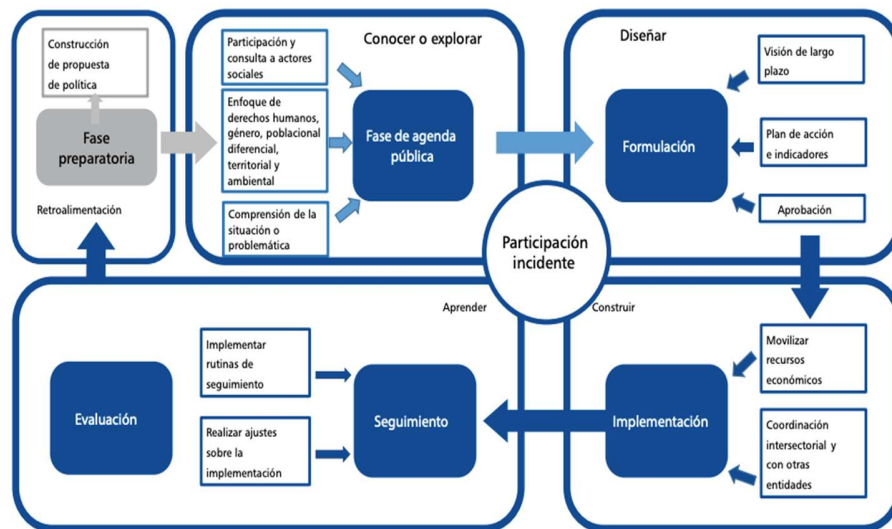 Construcción
de propuesta
de política
Fase
preparatoria
Retroalimentación
Conocer o explorar
Participación y
consulta a actores
sociales
Enfoque de
derechos humanos,
género, poblacional
diferencial,
territorial y
ambiental
Comprensión de la
situación o
problemática
Fase de agenda
pública
Diseñar
Formulación
Visión de largo
plazo
Plan de acción
e indicadores
Aprobación
Participación
incidente
Aprender
Evaluación
Implementar
rutinas de
seguimiento
Realizar ajustes
sobre la
implementación
Seguimiento
Construir
Implementación
Movilizar
recursos
económicos
Coordinación
intersectorial y
con otras
entidades